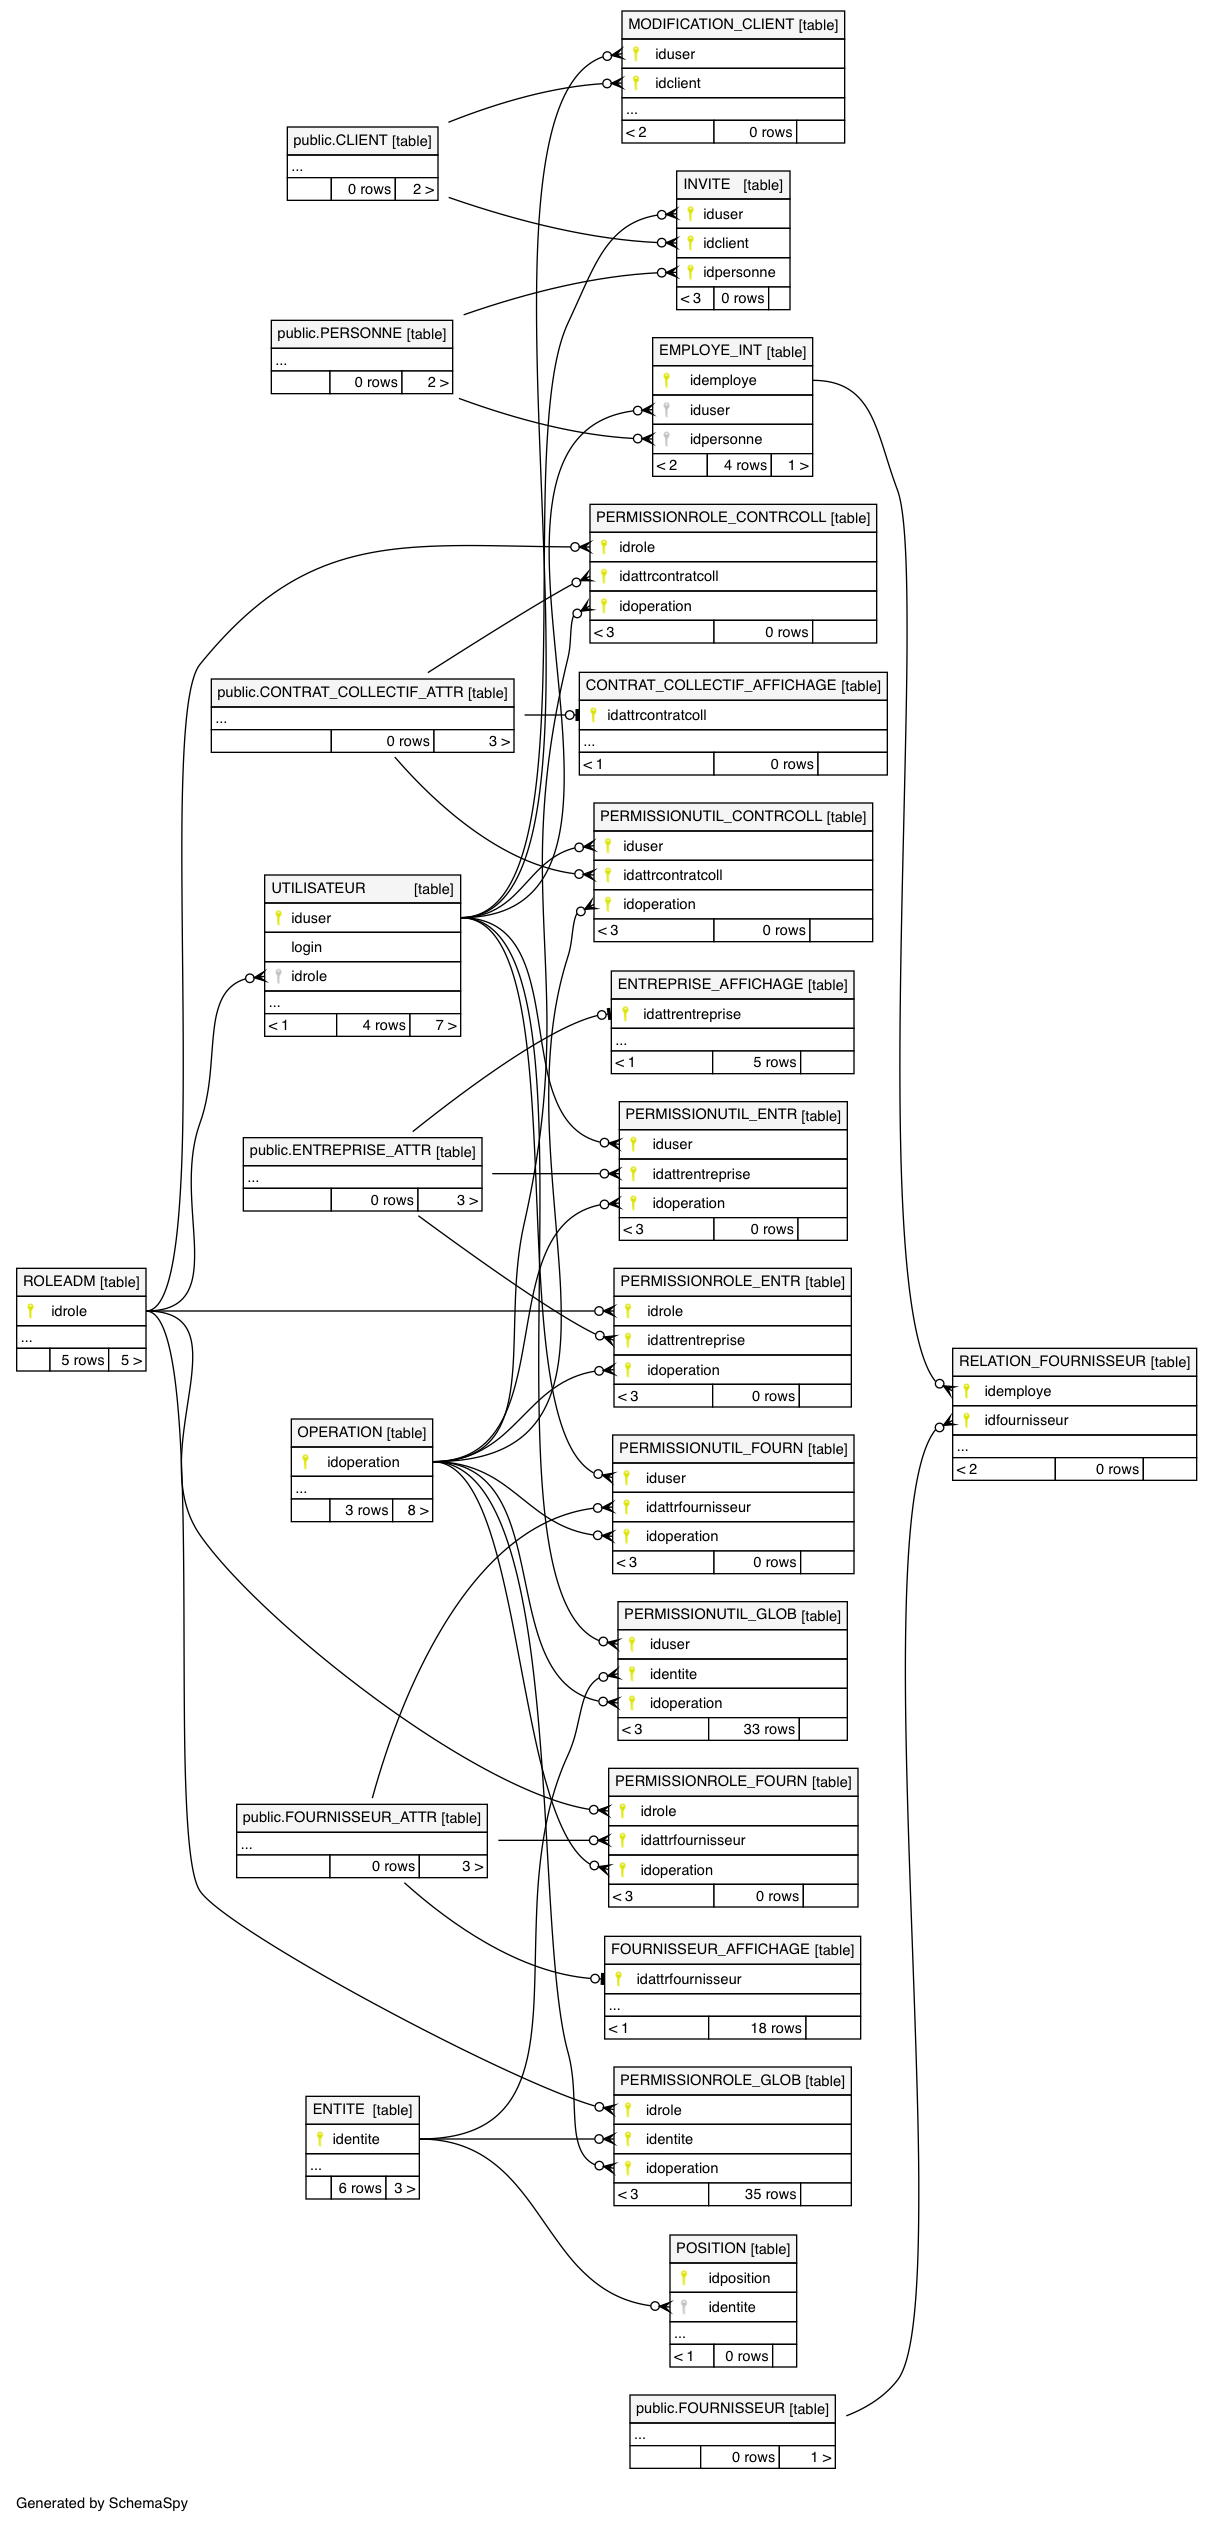 MODIFICATION_CLIENT [table]
iduser
idclient
...
< 2 0 rows
public.CLIENT [table]
...
0 rows 2 >
INVITE [table]
iduser
idclient
idpersonne
< 3 0 rows
public.PERSONNE [table]
...
0 rows 2 >
EMPLOYE_INT [table]
idemploye
iduser
idpersonne
< 2 4 rows 1 >
PERMISSIONROLE_CONTRCOLL [table]
idrole
idattrcontratcoll
idoperation
< 3 0 rows
public.CONTRAT_COLLECTIF_ATTR [table]
...
0 rows 3 >
CONTRAT_COLLECTIF_AFFICHAGE [table]
idattrcontratcoll
...
< 1 0 rows
PERMISSIONUTIL_CONTRCOLL [table]
iduser
idattrcontratcoll
idoperation
< 3 0 rows
UTILISATEUR [table]
iduser
login
idrole
...
< 1 4 rows 7 >
ENTREPRISE_AFFICHAGE [table]
idattrentreprise
...
< 1 5 rows
PERMISSIONUTIL_ENTR [table]
iduser
idattrentreprise
idoperation
< 3 0 rows
public.ENTREPRISE_ATTR [table]
...
0 rows 3 >
ROLEADM [table]
idrole
...
5 rows 5 >
PERMISSIONROLE_ENTR [table]
idrole
idattrentreprise
idoperation
< 3 0 rows
RELATION_FOURNISSEUR [table]
idemploye
idfournisseur
...
< 2 0 rows
OPERATION [table]
idoperation
...
3 rows 8 >
PERMISSIONUTIL_FOURN [table]
iduser
idattrfournisseur
idoperation
< 3 0 rows
PERMISSIONUTIL_GLOB [table]
iduser
identite
idoperation
< 3 33 rows
PERMISSIONROLE_FOURN [table]
idrole
idattrfournisseur
idoperation
< 3 0 rows
public.FOURNISSEUR_ATTR [table]
...
0 rows 3 >
FOURNISSEUR_AFFICHAGE [table]
idattrfournisseur
...
< 1 18 rows
PERMISSIONROLE_GLOB [table]
idrole
identite
idoperation
< 3 35 rows
ENTITE [table]
identite
...
6 rows 3 >
POSITION [table]
idposition
identite
...
< 1 0 rows
public.FOURNISSEUR [table]
...
0 rows 1 >
Generated by SchemaSpy